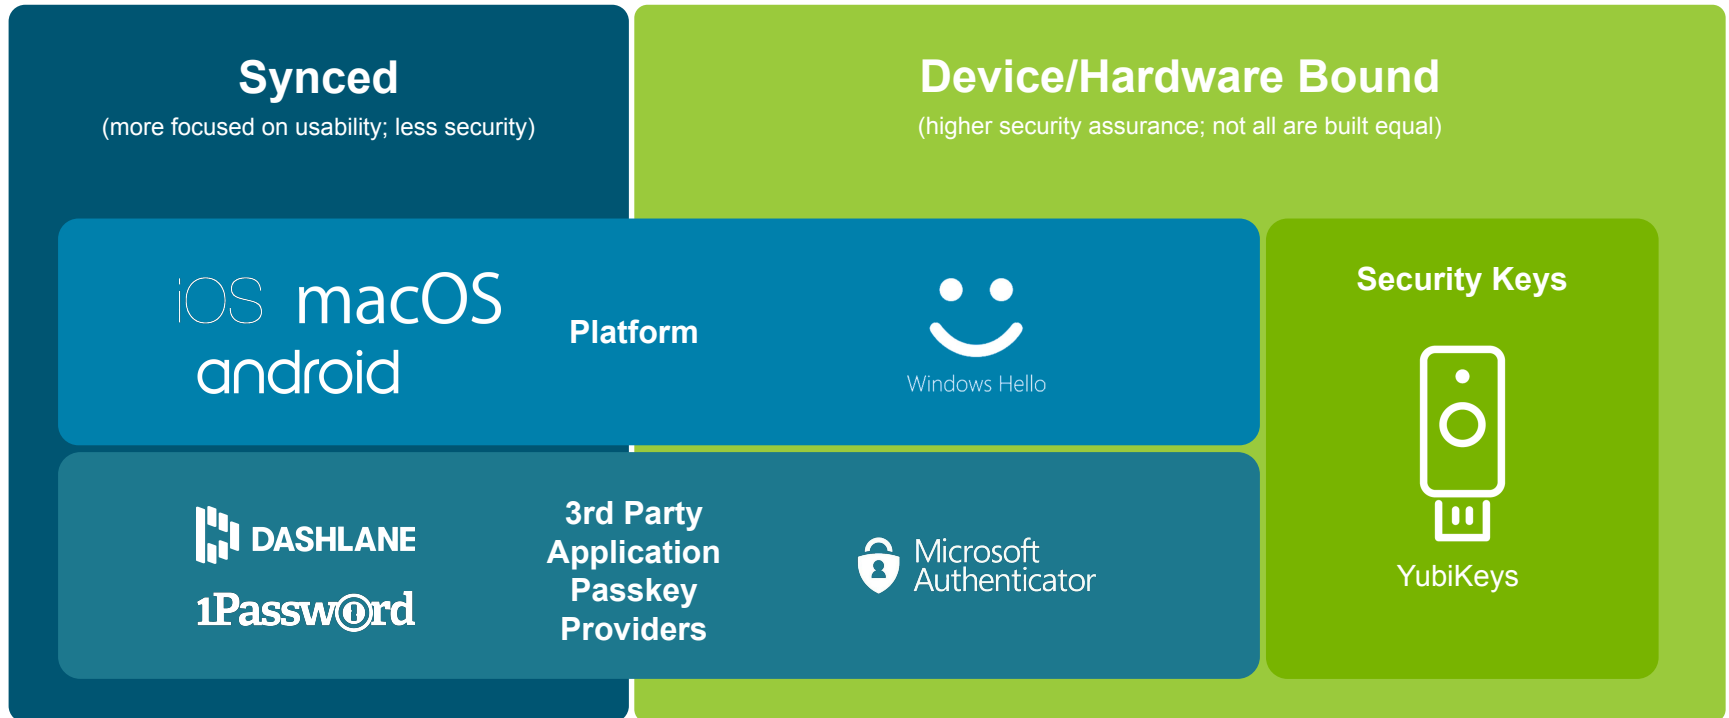 Synced
(more focused on usability; less security)
Device/Hardware Bound
(higher security assurance; not all are built equal)
iOS macOS
android
Platform
Windows Hello
Security Keys
YubiKeys
DASHLANE
1Password
3rd Party
Application
Passkey
Providers
Microsoft
Authenticator